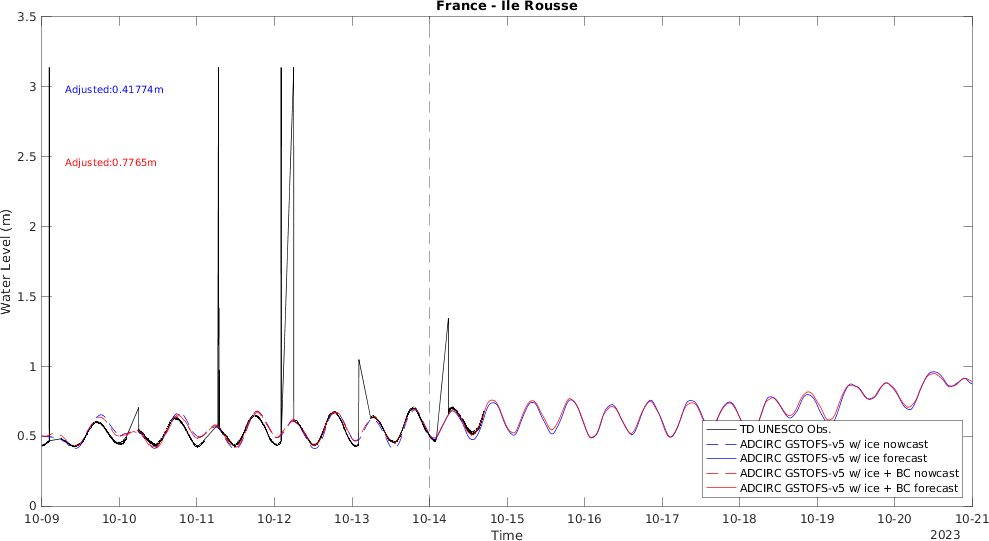 France - Ile Rousse
3.5
3
2.5
2
1.5
1
0.5
0
Water Level (m)
Adjusted:0.41774m
Adjusted:0.7765m
TD UNESCO Obs.
ADCIRC GSTOFS-v5 w/ ice nowcast
ADCIRC GSTOFS-v5 w/ ice forecast
ADCIRC GSTOFS-v5 w/ ice + BC nowcast
ADCIRC GSTOFS-v5 w/ ice + BC forecast
10-09 10-10 10-11 10-12 10-13 10-14 10-15 10-16 10-17 10-18 10-19 10-20 10-21
Time
2023